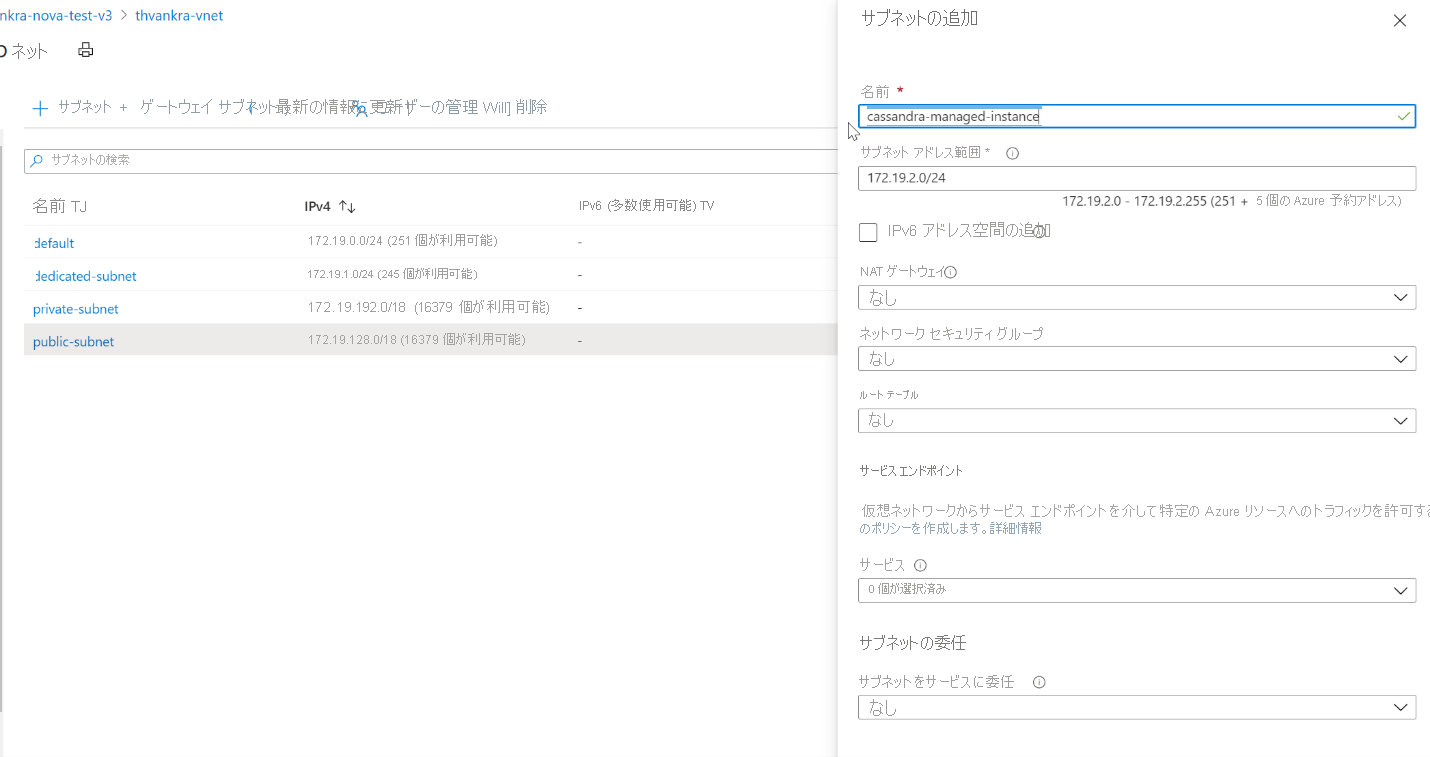 nkra-nova-test-v3 > thvankra-vnet
ネット
+ サブネット + ゲートウェイ サブネット 最新の情報に更新 ザーの管理 Will] 削除
サブネットの検索
名前 TJ IPv4 ↑↓ IPv6 (多数使用可能) TV
default 172.19.0.0/24 (251 個が利用可能) -
dedicated-subnet 172.19.1.0/24 (245 個が利用可能) -
private-subnet 172.19.192.0/18 (16379 個が利用可能) -
public-subnet 172.19.128.0/18 (16379 個が利用可能) -
サブネットの追加
名前 *
cassandra-managed-instance
サブネット アドレス範囲 *
172.19.2.0/24
172.19.2.0 - 172.19.2.255 (251 + 5 個の Azure 予約アドレス)
IPv6 アドレス空間の追加
NAT ゲートウェイ
なし
ネットワーク セキュリティ グループ
なし
ルート テーブル
なし
サービス エンドポイント
仮想ネットワークからサービス エンドポイントを介して特定の Azure リソースへのトラフィックを許可する
のポリシーを作成します。詳細情報
サービス
0 個が選択済み
サブネットの委任
サブネットをサービスに委任
なし